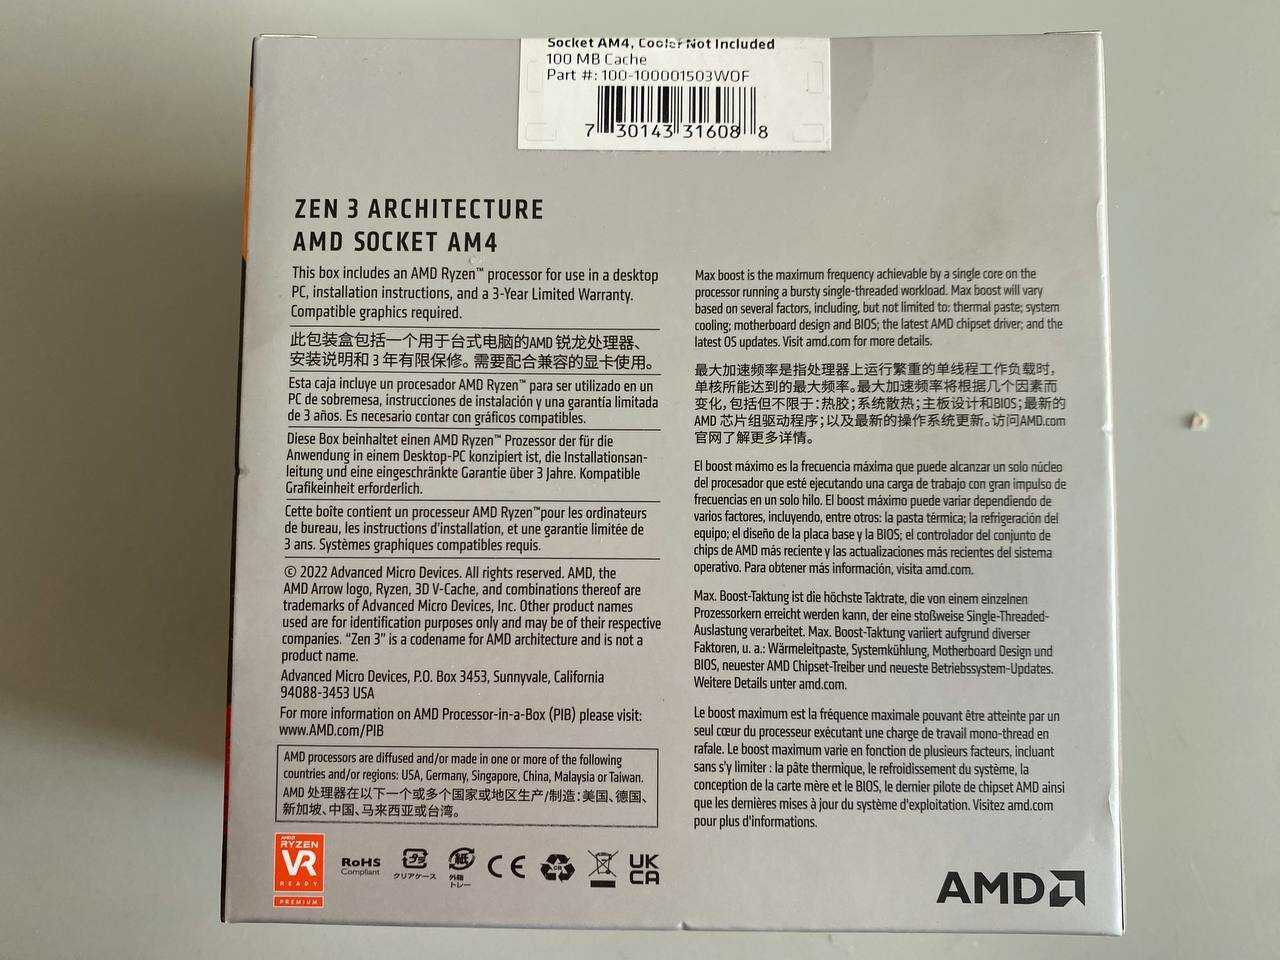 Socket AM4, Cooler Not Included
100 MB Cache
Part #: 100-100001503WOF
7 30143 31608 8
ZEN 3 ARCHITECTURE
AMD SOCKET AM4
This box includes an AMD Ryzen™ processor for use in a desktop
PC, installation instructions, and a 3-Year Limited Warranty.
Compatible graphics required.
此包装盒包括一个用于台式电脑的AMD 锐龙处理器、
安装说明和 3 年有限保修。需要配合兼容的显卡使用。
Esta caja incluye un procesador AMD Ryzen™ para ser utilizado en un
PC de sobremesa, instrucciones de instalación y una garantía limitada
de 3 años. Es necesario contar con gráficos compatibles.
Diese Box beinhaltet einen AMD Ryzen™ Prozessor der für die
Anwendung in einem Desktop-PC konzipiert ist, die Installationsan-
leitung und eine eingeschränkte Garantie über 3 Jahre. Kompatible
Grafikeinheit erforderlich.
Cette boîte contient un processeur AMD Ryzen™pour les ordinateurs
de bureau, les instructions d'installation, et une garantie limitée de
3 ans. Systèmes graphiques compatibles requis.
© 2022 Advanced Micro Devices. All rights reserved. AMD, the
AMD Arrow logo, Ryzen, 3D V-Cache, and combinations thereof are
trademarks of Advanced Micro Devices, Inc. Other product names
used are for identification purposes only and may be of their respective
companies. “Zen 3” is a codename for AMD architecture and is not a
product name.
Advanced Micro Devices, P.O. Box 3453, Sunnyvale, California
94088-3453 USA
For more information on AMD Processor-in-a-Box (PIB) please visit:
www.AMD.com/PIB
AMD processors are diffused and/or made in one or more of the following
countries and/or regions: USA, Germany, Singapore, China, Malaysia or Taiwan.
AMD 处理器在以下一个或多个国家或地区生产/制造：美国、德国、
新加坡、中国、马来西亚或台湾。
Max boost is the maximum frequency achievable by a single core on the
processor running a bursty single-threaded workload. Max boost will vary
based on several factors, including, but not limited to: thermal paste; system
cooling; motherboard design and BIOS; the latest AMD chipset driver; and the
latest OS updates. Visit amd.com for more details.
最大加速频率是指处理器上运行繁重的单线程工作负载时，
单核所能达到的最大频率。最大加速频率将根据几个因素而
变化，包括但不限于：热胶；系统散热；主板设计和BIOS；最新的
AMD 芯片组驱动程序；以及最新的操作系统更新。访问AMD.com
官网了解更多详情。
El boost máximo es la frecuencia máxima que puede alcanzar un solo núcleo
del procesador que esté ejecutando una carga de trabajo con gran impulso de
frecuencias en un solo hilo. El boost máximo puede variar dependiendo de
varios factores, incluyendo, entre otros: la pasta térmica; la refrigeración del
equipo; el diseño de la placa base y la BIOS; el controlador del conjunto de
chips de AMD más reciente y las actualizaciones más recientes del sistema
operativo. Para obtener más información, visita amd.com.
Max. Boost-Taktung ist die höchste Taktrate, die von einem einzelnen
Prozessorkern erreicht werden kann, der eine stoßweise Single-Threaded-
Auslastung verarbeitet. Max. Boost-Taktung variiert aufgrund diverser
Faktoren, u. a.: Wärmeleitpaste, Systemkühlung, Motherboard Design und
BIOS, neuester AMD Chipset-Treiber und neueste Betriebssystem-Updates.
Weitere Details unter amd.com.
Le boost maximum est la fréquence maximale pouvant être atteinte par un
seul cœur du processeur exécutant une charge de travail mono-thread en
rafale. Le boost maximum varie en fonction de plusieurs facteurs, incluant
sans s'y limiter : la pâte thermique, le refroidissement du système, la
conception de la carte mère et le BIOS, le dernier pilote de chipset AMD ainsi
que les dernières mises à jour du système d'exploitation. Visitez amd.com
pour plus d'informations.
AMD
RYZEN
VR
READY
PREMIUM
RoHS
Compliant
プラ
クリアケース
紙
外箱
トレー
CE
UK
CA
AMD